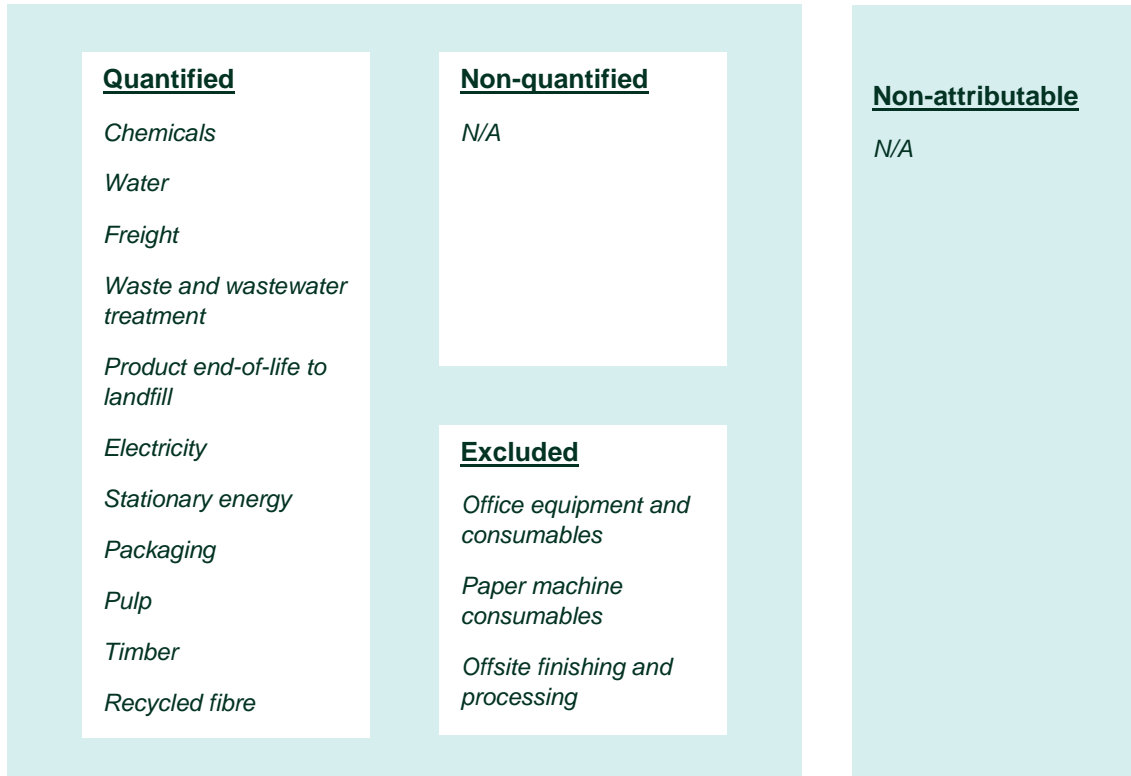 Quantified
Chemicals
Water
Freight
Waste and wastewater
treatment
Product end-of-life to
landfill
Electricity
Stationary energy
Packaging
Pulp
Timber
Recycled fibre
Non-quantified
N/A
Excluded
Office equipment and
consumables
Paper machine
consumables
Offsite finishing and
processing
Non-attributable
N/A